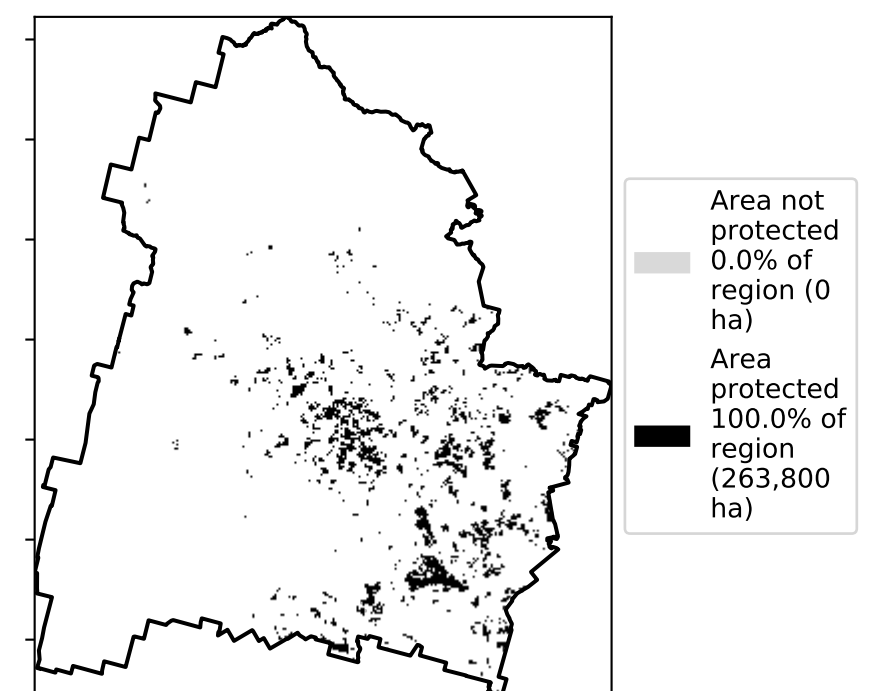 Area not
protected
0.0% of
region (0
ha)
Area
protected
100.0% of
region
(263,800
ha)